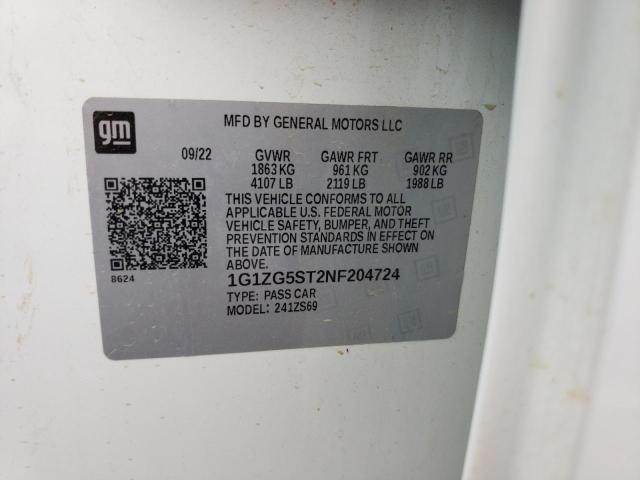 gm
MFD BY GENERAL MOTORS LLC
09/22 GVWR GAWR FRT GAWR RR
1863 KG 961 KG 902 KG
4107 LB 2119 LB 1988 LB
THIS VEHICLE CONFORMS TO ALL
APPLICABLE U.S. FEDERAL MOTOR
VEHICLE SAFETY, BUMPER, AND THEFT
PREVENTION STANDARDS IN EFFECT ON
THE DATE OF MANUFACTURE SHOWN
ABOVE.
8624
1G1ZG5ST2NF204724
TYPE: PASS CAR
MODEL: 241ZS69